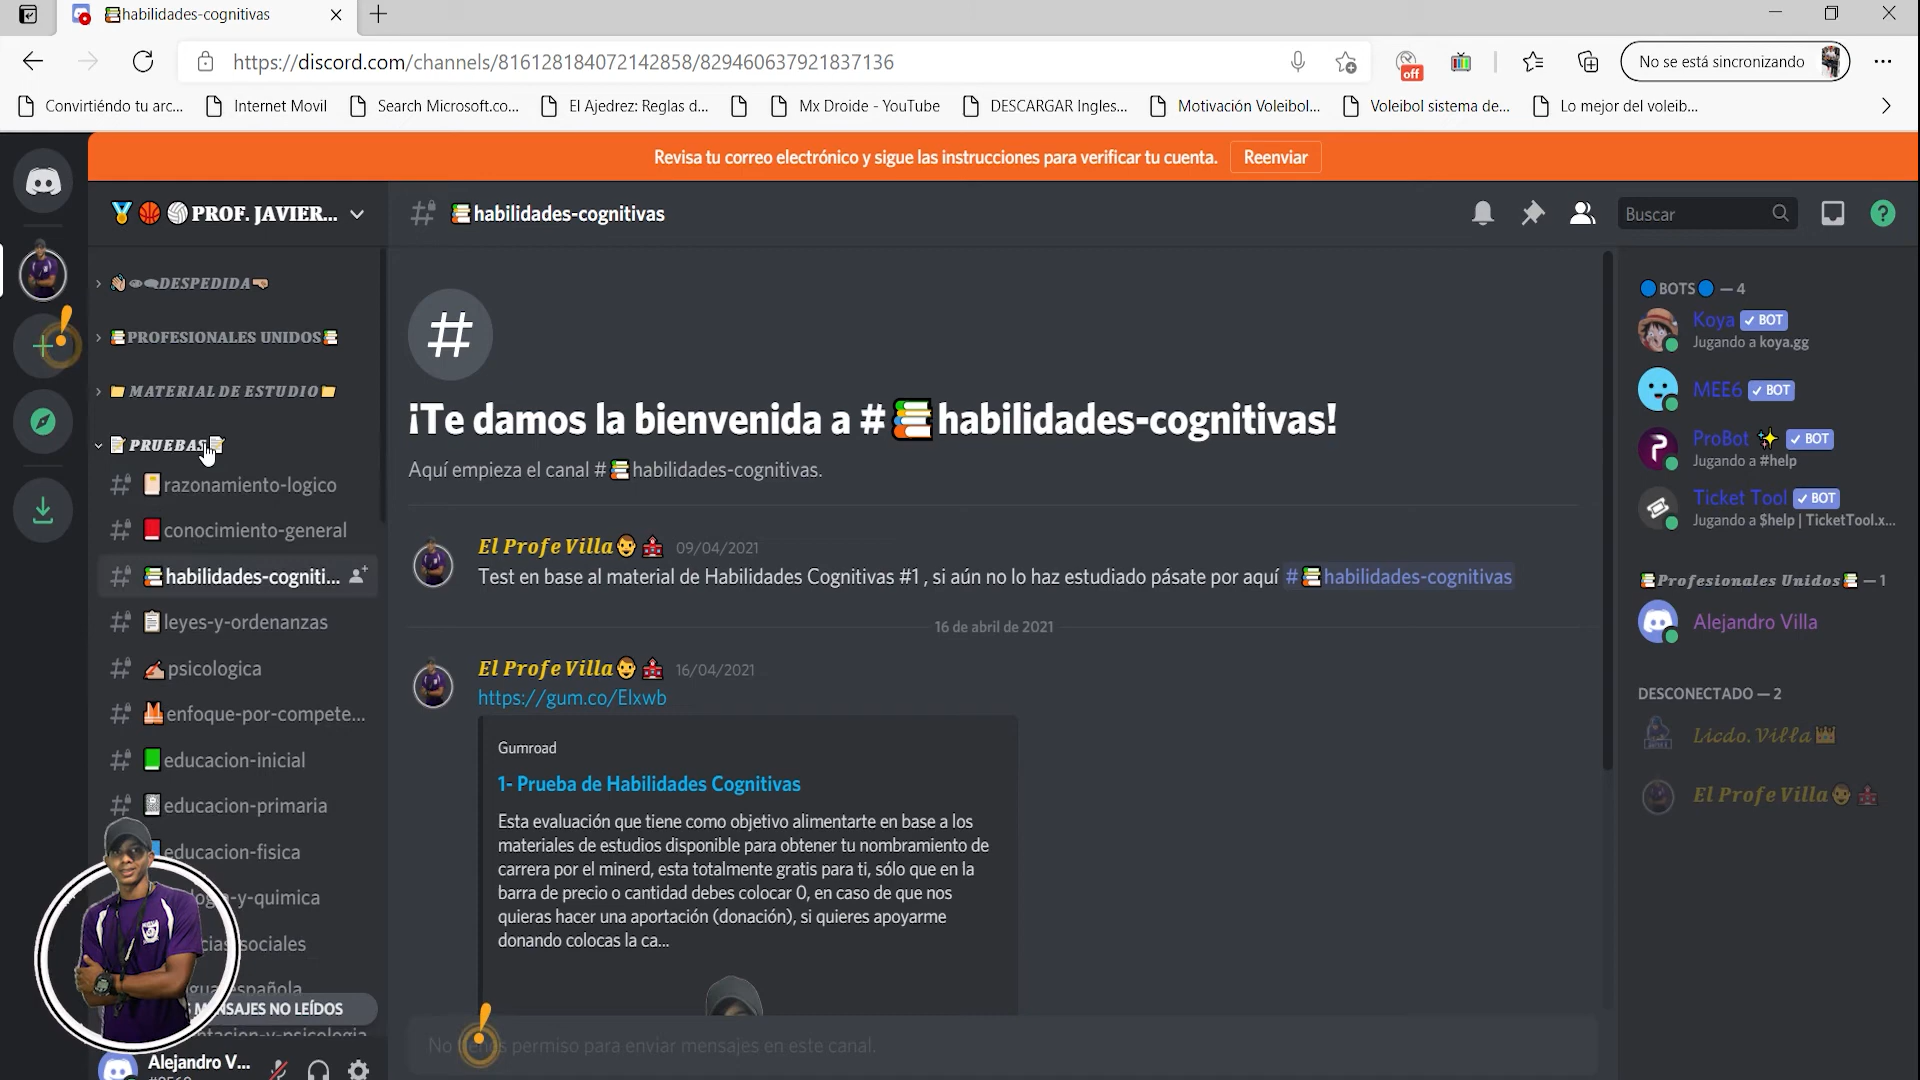 habilidades-cognitivas
https://discord.com/channels/816128184072142858/829460637921837136
off
No se está sincronizando
Convirtiéndo tu arc...
Internet Movil
Search Microsoft.co...
El Ajedrez: Reglas d...
Mx Droide - YouTube
DESCARGAR Ingles...
Motivación Voleibol...
Voleibol sistema de...
Lo mejor del voleib...
Revisa tu correo electrónico y sigue las instrucciones para verificar tu cuenta.
Reenviar
PROF. JAVIER...
habilidades-cognitivas
Buscar
DESPEDIDA
PROFESIONALES UNIDOS
MATERIAL DE ESTUDIO
PRUEBAS
razonamiento-logico
conocimiento-general
habilidades-cogniti...
leyes-y-ordenanzas
psicologica
enfoque-por-compete...
educacion-inicial
educacion-primaria
educacion-fisica
y-quimica
sociales
española
MENSAJES NO LEÍDOS
Alejandro V...
#
¡Te damos la bienvenida a #habilidades-cognitivas!
Aquí empieza el canal #habilidades-cognitivas.
El Profe Villa 09/04/2021
Test en base al material de Habilidades Cognitivas #1 , si aún no lo haz estudiado pásate por aquí #habilidades-cognitivas
16 de abril de 2021
El Profe Villa 16/04/2021
https://gum.co/Elxwb
Gumroad
1- Prueba de Habilidades Cognitivas
Esta evaluación que tiene como objetivo alimentarte en base a los
materiales de estudios disponible para obtener tu nombramiento de
carrera por el minerd, esta totalmente gratis para ti, sólo que en la
barra de precio o cantidad debes colocar 0, en caso de que nos
quieras hacer una aportación (donación), si quieres apoyarme
donando colocas la ca...
No permiso para enviar mensajes en este canal.
BOTS — 4
Koya BOT
Jugando a koya.gg
MEE6 BOT
ProBot BOT
Jugando a #help
Ticket Tool BOT
Jugando a $help | TicketTool.x...
Profesionales Unidos — 1
Alejandro Villa
DESCONECTADO — 2
Licdo. Villa
El Profe Villa